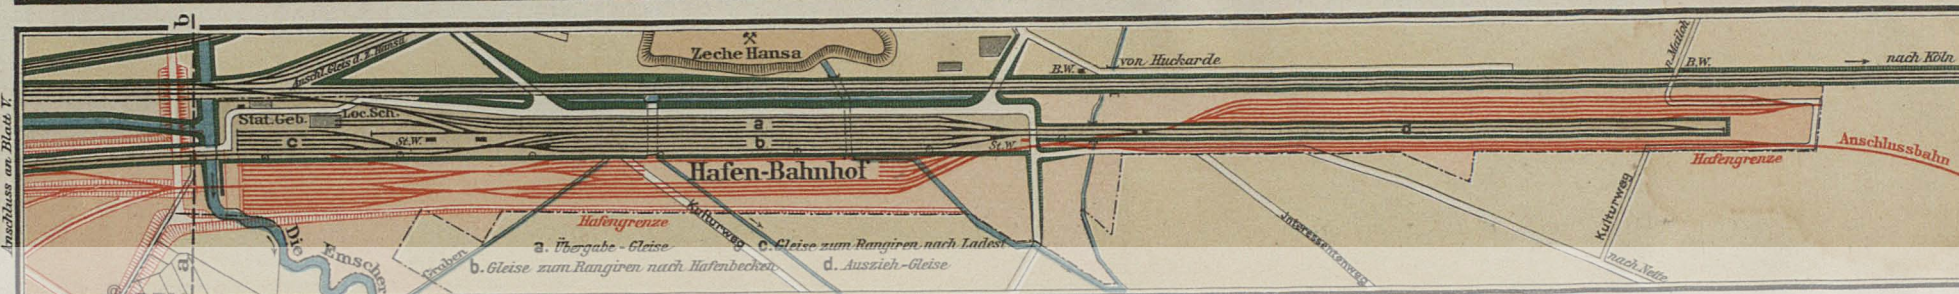 b
Zeche Hansa
Anschl. Gleis d. Z. Hansa
von Huckarde
B.W.
n. Mailoh
B.W.
nach Köln
Anschluss an Blatt V.
Stat. Geb.
Loc. Sch.
a
c
St. W.
b
St. W.
d
Anschlussbahn
Hafengrenze
Hafen-Bahnhof
Hafengrenze
Kulturweg
Kulturweg
Interessentenweg
nach Nette
a
Die Emscher
Graben
a. Übergabe-Gleise
c. Gleise zum Rangiren nach Ladest
b. Gleise zum Rangiren nach Hafenbecken
d. Auszieh-Gleise